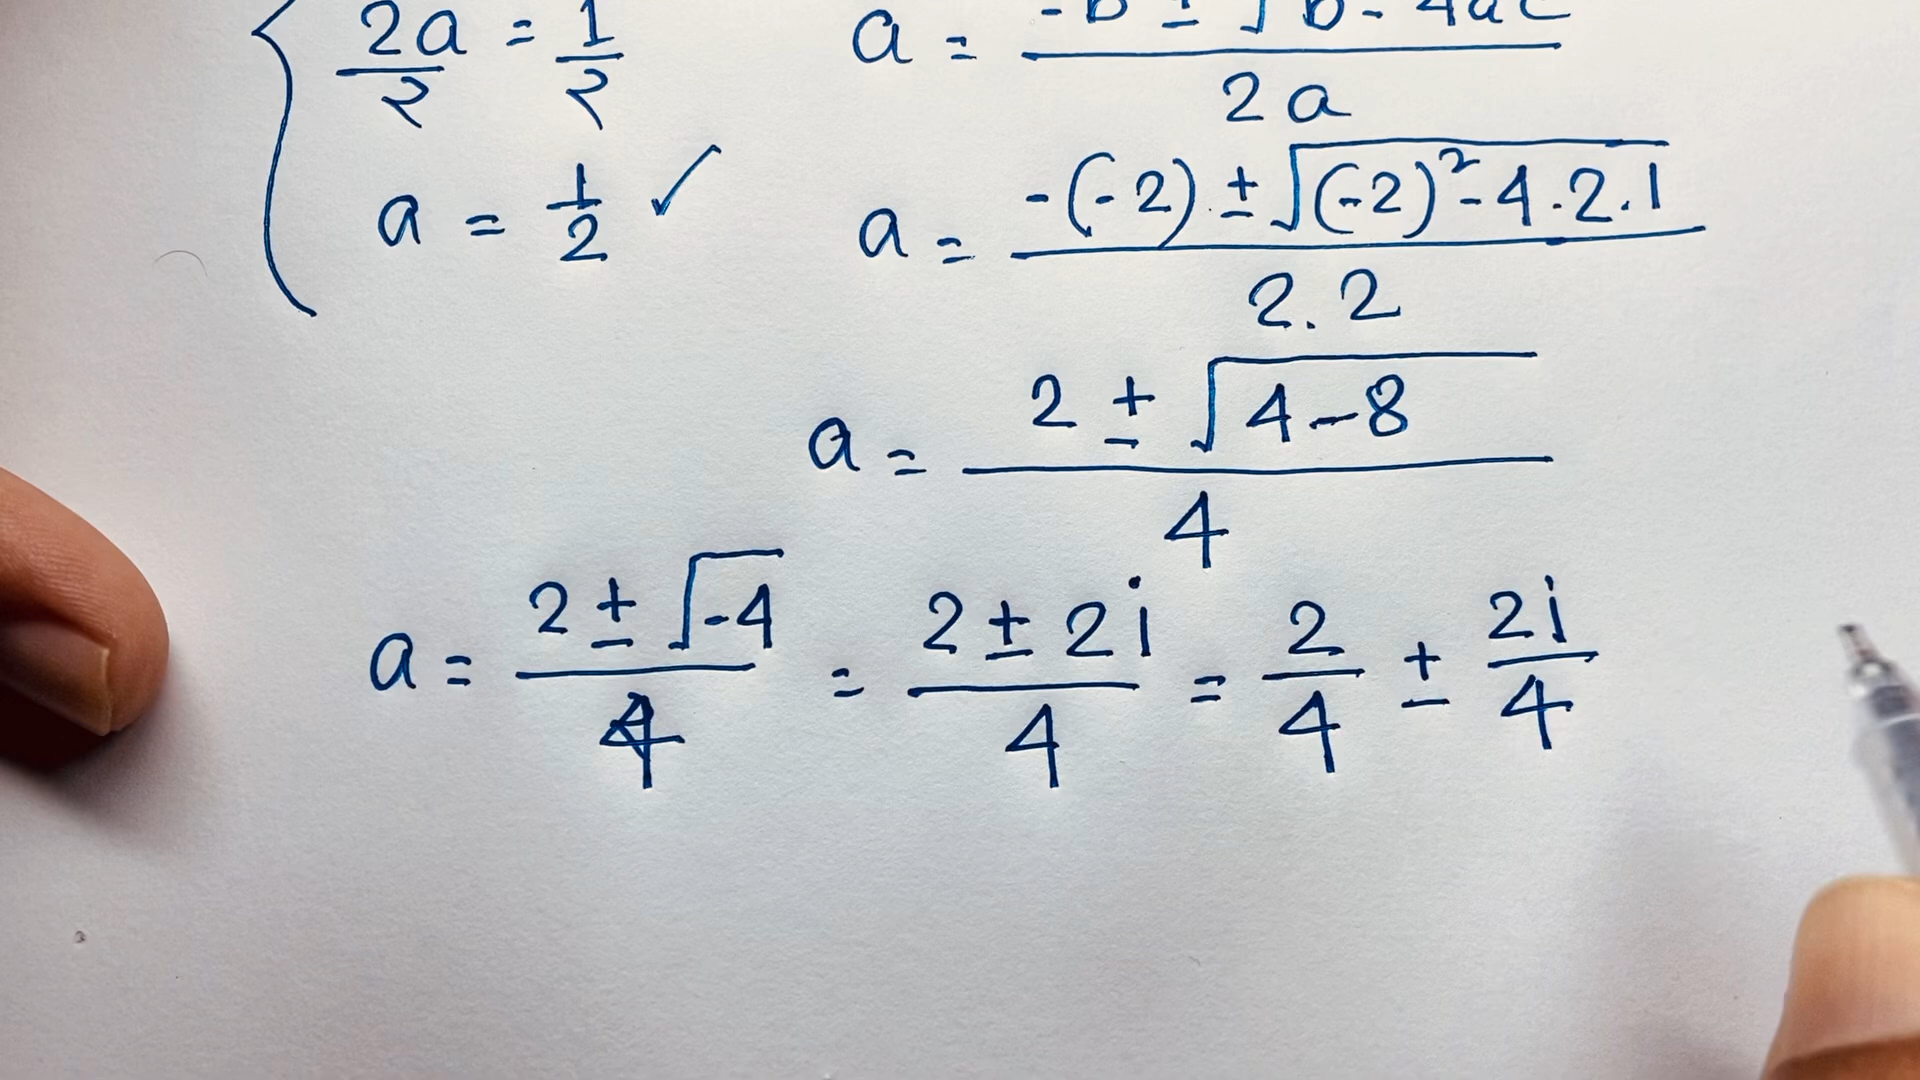 2a/2 = 1/2
a = 1/2 ✓
a = -b ± √b - 4ac / 2a
a = -(-2) ± √(-2)² - 4.2.1 / 2.2
a = 2 ± √4-8 / 4
a = 2 ± √-4 / 4 = 2 ± 2i / 4 = 2/4 ± 2i/4